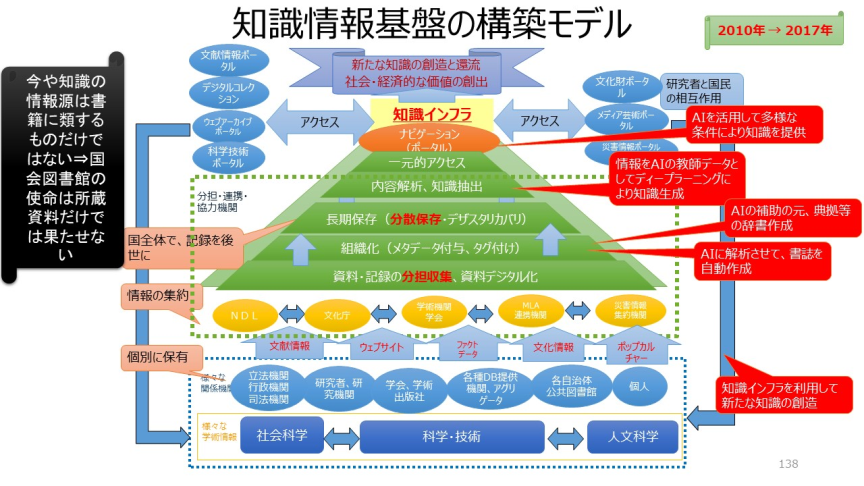 知識情報基盤の構築モデル
2010年 → 2017年
今や知識の
情報源は書
籍に類する
ものだけで
はない⇒国
会図書館の
使命は所蔵
資料だけで
は果たせな
い
文献情報ポー
タル
デジタルコレク
ション
ウェブアーカイブ
ポータル
科学技術
ポータル
新たな知識の創造と還流
社会・経済的な価値の創出
アクセス
知識インフラ
ナビゲーション
(ポータル)
アクセス
文化財ポータ
ル
メディア芸術ポー
タル
災害情報ポータル
研究者と国民
の相互作用
AIを活用して多様な
条件により知識を提供
一元的アクセス
内容解析、知識抽出
情報をAIの教師データと
してディープラーニングに
より知識生成
分担・連携・
協力機関
長期保存(分散保存・デザスタリカバリ)
AIの補助の元、典拠等
の辞書作成
国全体で、記録を後
世に
組織化(メタデータ付与、タグ付け)
AIに解析させて、書誌を
自動作成
資料・記録の分担収集、資料デジタル化
情報の集約
NDL
文化庁
学術機関
学会
MLA
連携機関
災害情報
集約機関
文献情報
ウェブサイト
ファクト
データ
文化情報
ポップカル
チャー
個別に保有
様々な
関係機関
立法機関
行政機関
司法機関
研究者、研
究機関
学会、学術
出版社
各種DB提供
機関、アグリ
ゲータ
各自治体
公共図書館
個人
知識インフラを利用して
新たな知識の創造
様々な
学術情報
社会科学
科学・技術
人文科学
138